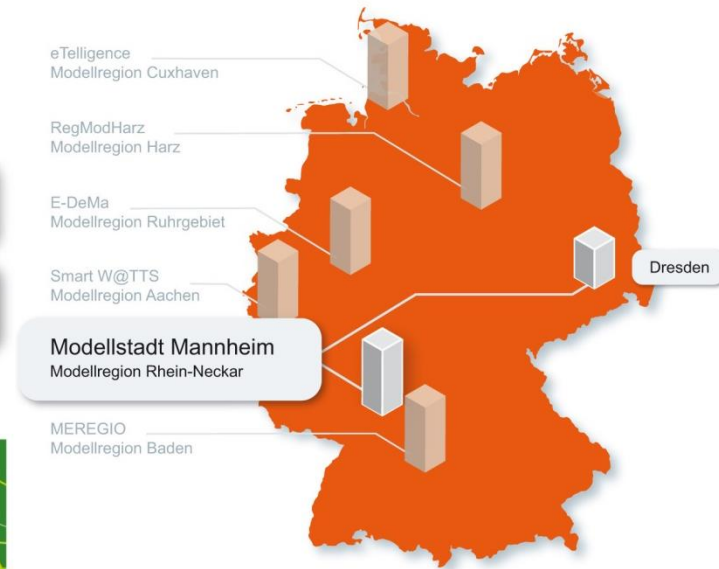 eTelligence
Modellregion Cuxhaven
RegModHarz
Modellregion Harz
E-DeMa
Modellregion Ruhrgebiet
Smart W@TTS
Modellregion Aachen
Dresden
Modellstadt Mannheim
Modellregion Rhein-Neckar
MEREGIO
Modellregion Baden